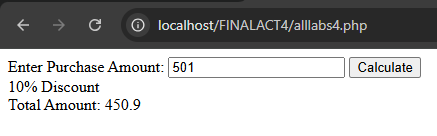 localhost/FINALACT4/alllabs4.php
Enter Purchase Amount: 501 Calculate
10% Discount
Total Amount: 450.9